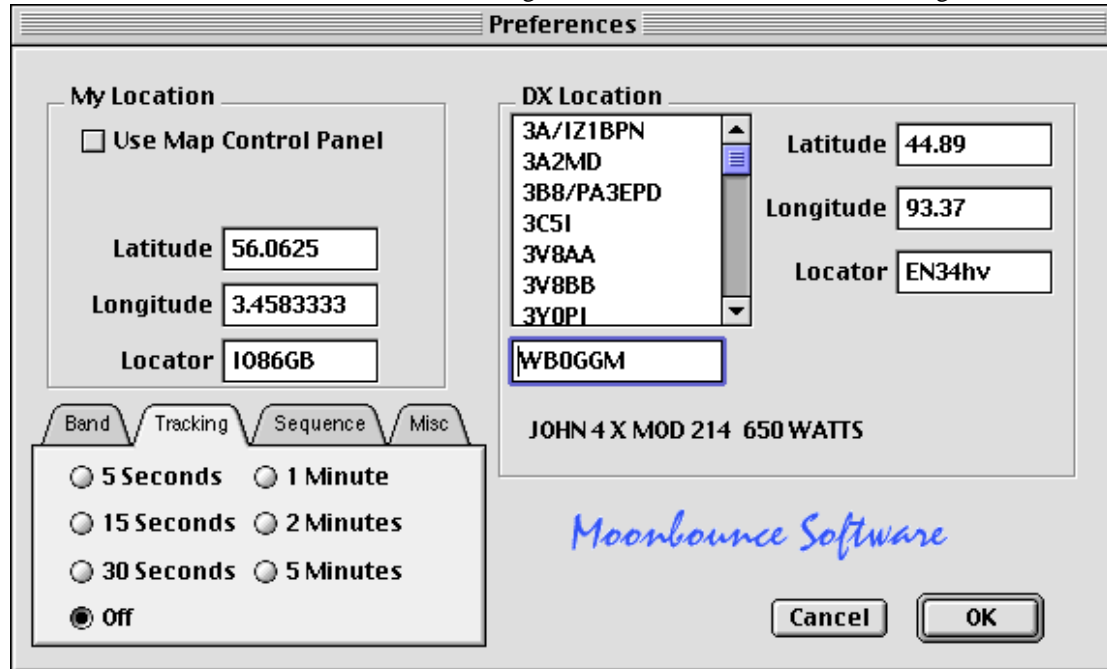 Preferences
My Location
Use Map Control Panel
Latitude 56.0625
Longitude 3.4583333
Locator IO86GB
DX Location
3A/IZ1BPN
3A2MD
3B8/PA3EPD
3C5I
3V8AA
3V8BB
3Y0PI
WB0GGM
Latitude 44.89
Longitude 93.37
Locator EN34hv
JOHN 4 X MOD 214 650 WATTS
Band Tracking Sequence Misc
5 Seconds 1 Minute
15 Seconds 2 Minutes
30 Seconds 5 Minutes
Off
Moonbounce Software
Cancel OK